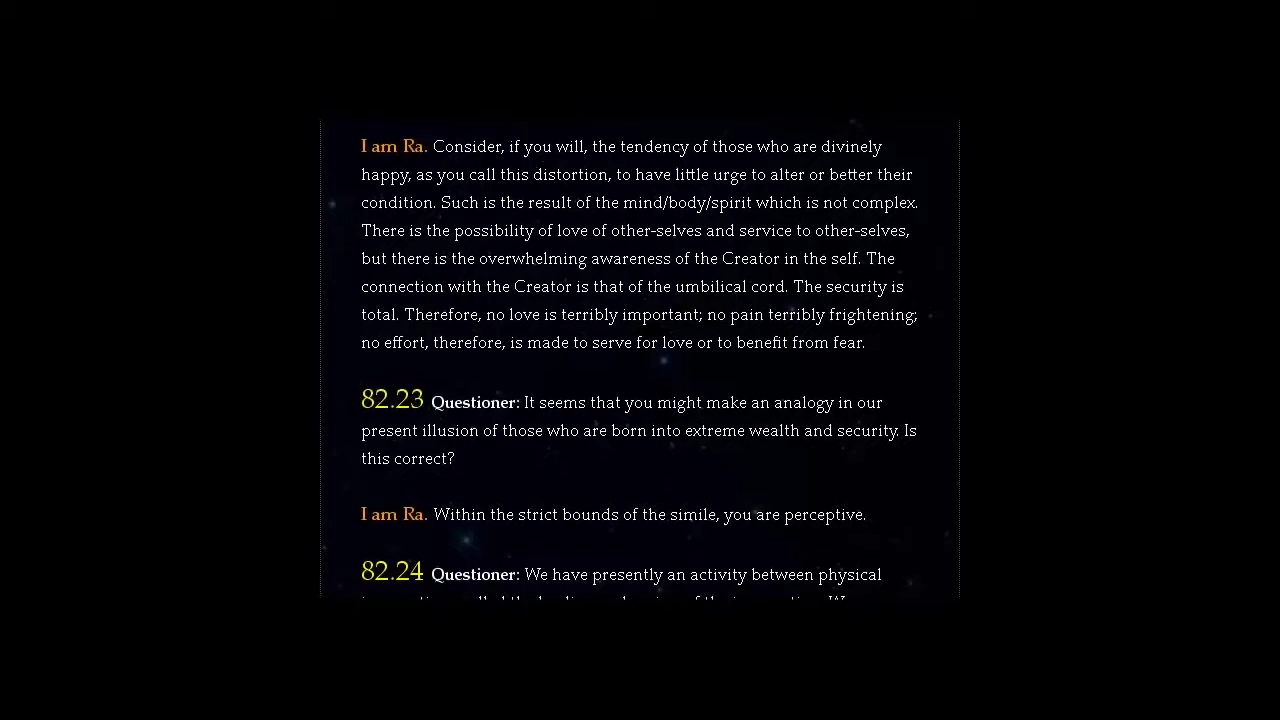 I am Ra. Consider, if you will, the tendency of those who are divinely
happy, as you call this distortion, to have little urge to alter or better their
condition. Such is the result of the mind/body/spirit which is not complex.
There is the possibility of love of other-selves and service to other-selves,
but there is the overwhelming awareness of the Creator in the self. The
connection with the Creator is that of the umbilical cord. The security is
total. Therefore, no love is terribly important; no pain terribly frightening;
no effort, therefore, is made to serve for love or to benefit from fear.
82.23 Questioner: It seems that you might make an analogy in our
present illusion of those who are born into extreme wealth and security. Is
this correct?
I am Ra. Within the strict bounds of the simile, you are perceptive.
82.24 Questioner: We have presently an activity between physical